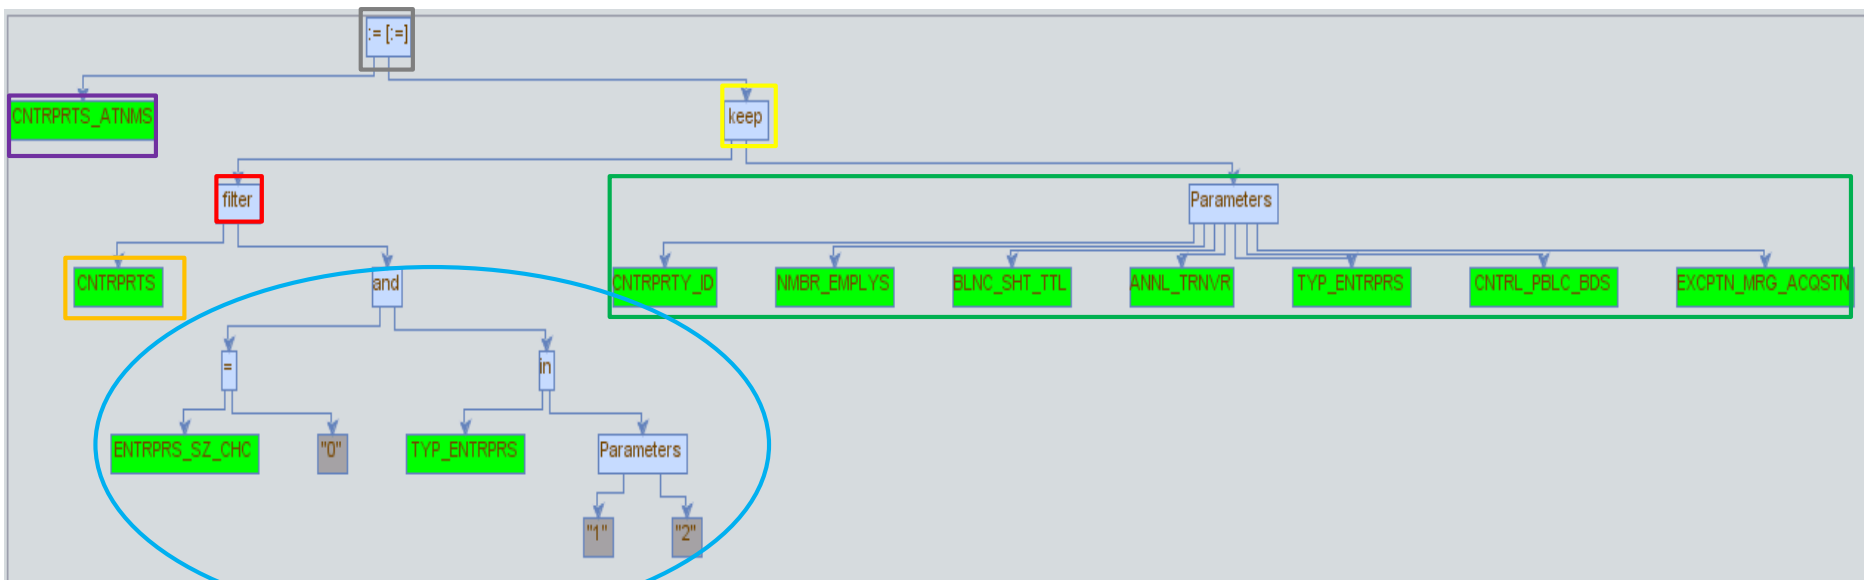 := [:=]
CNTRPRTS_ATNMS
keep
filter
Parameters
CNTRPRTS
and
CNTRPRTY_ID
NMBR_EMPLYS
BLNC_SHT_TTL
ANNL_TRNVR
TYP_ENTRPRS
CNTRL_PBLC_BDS
EXCPTN_MRG_ACQSTN
=
in
ENTRPRS_SZ_CHC
"0"
TYP_ENTRPRS
Parameters
"1"
"2"